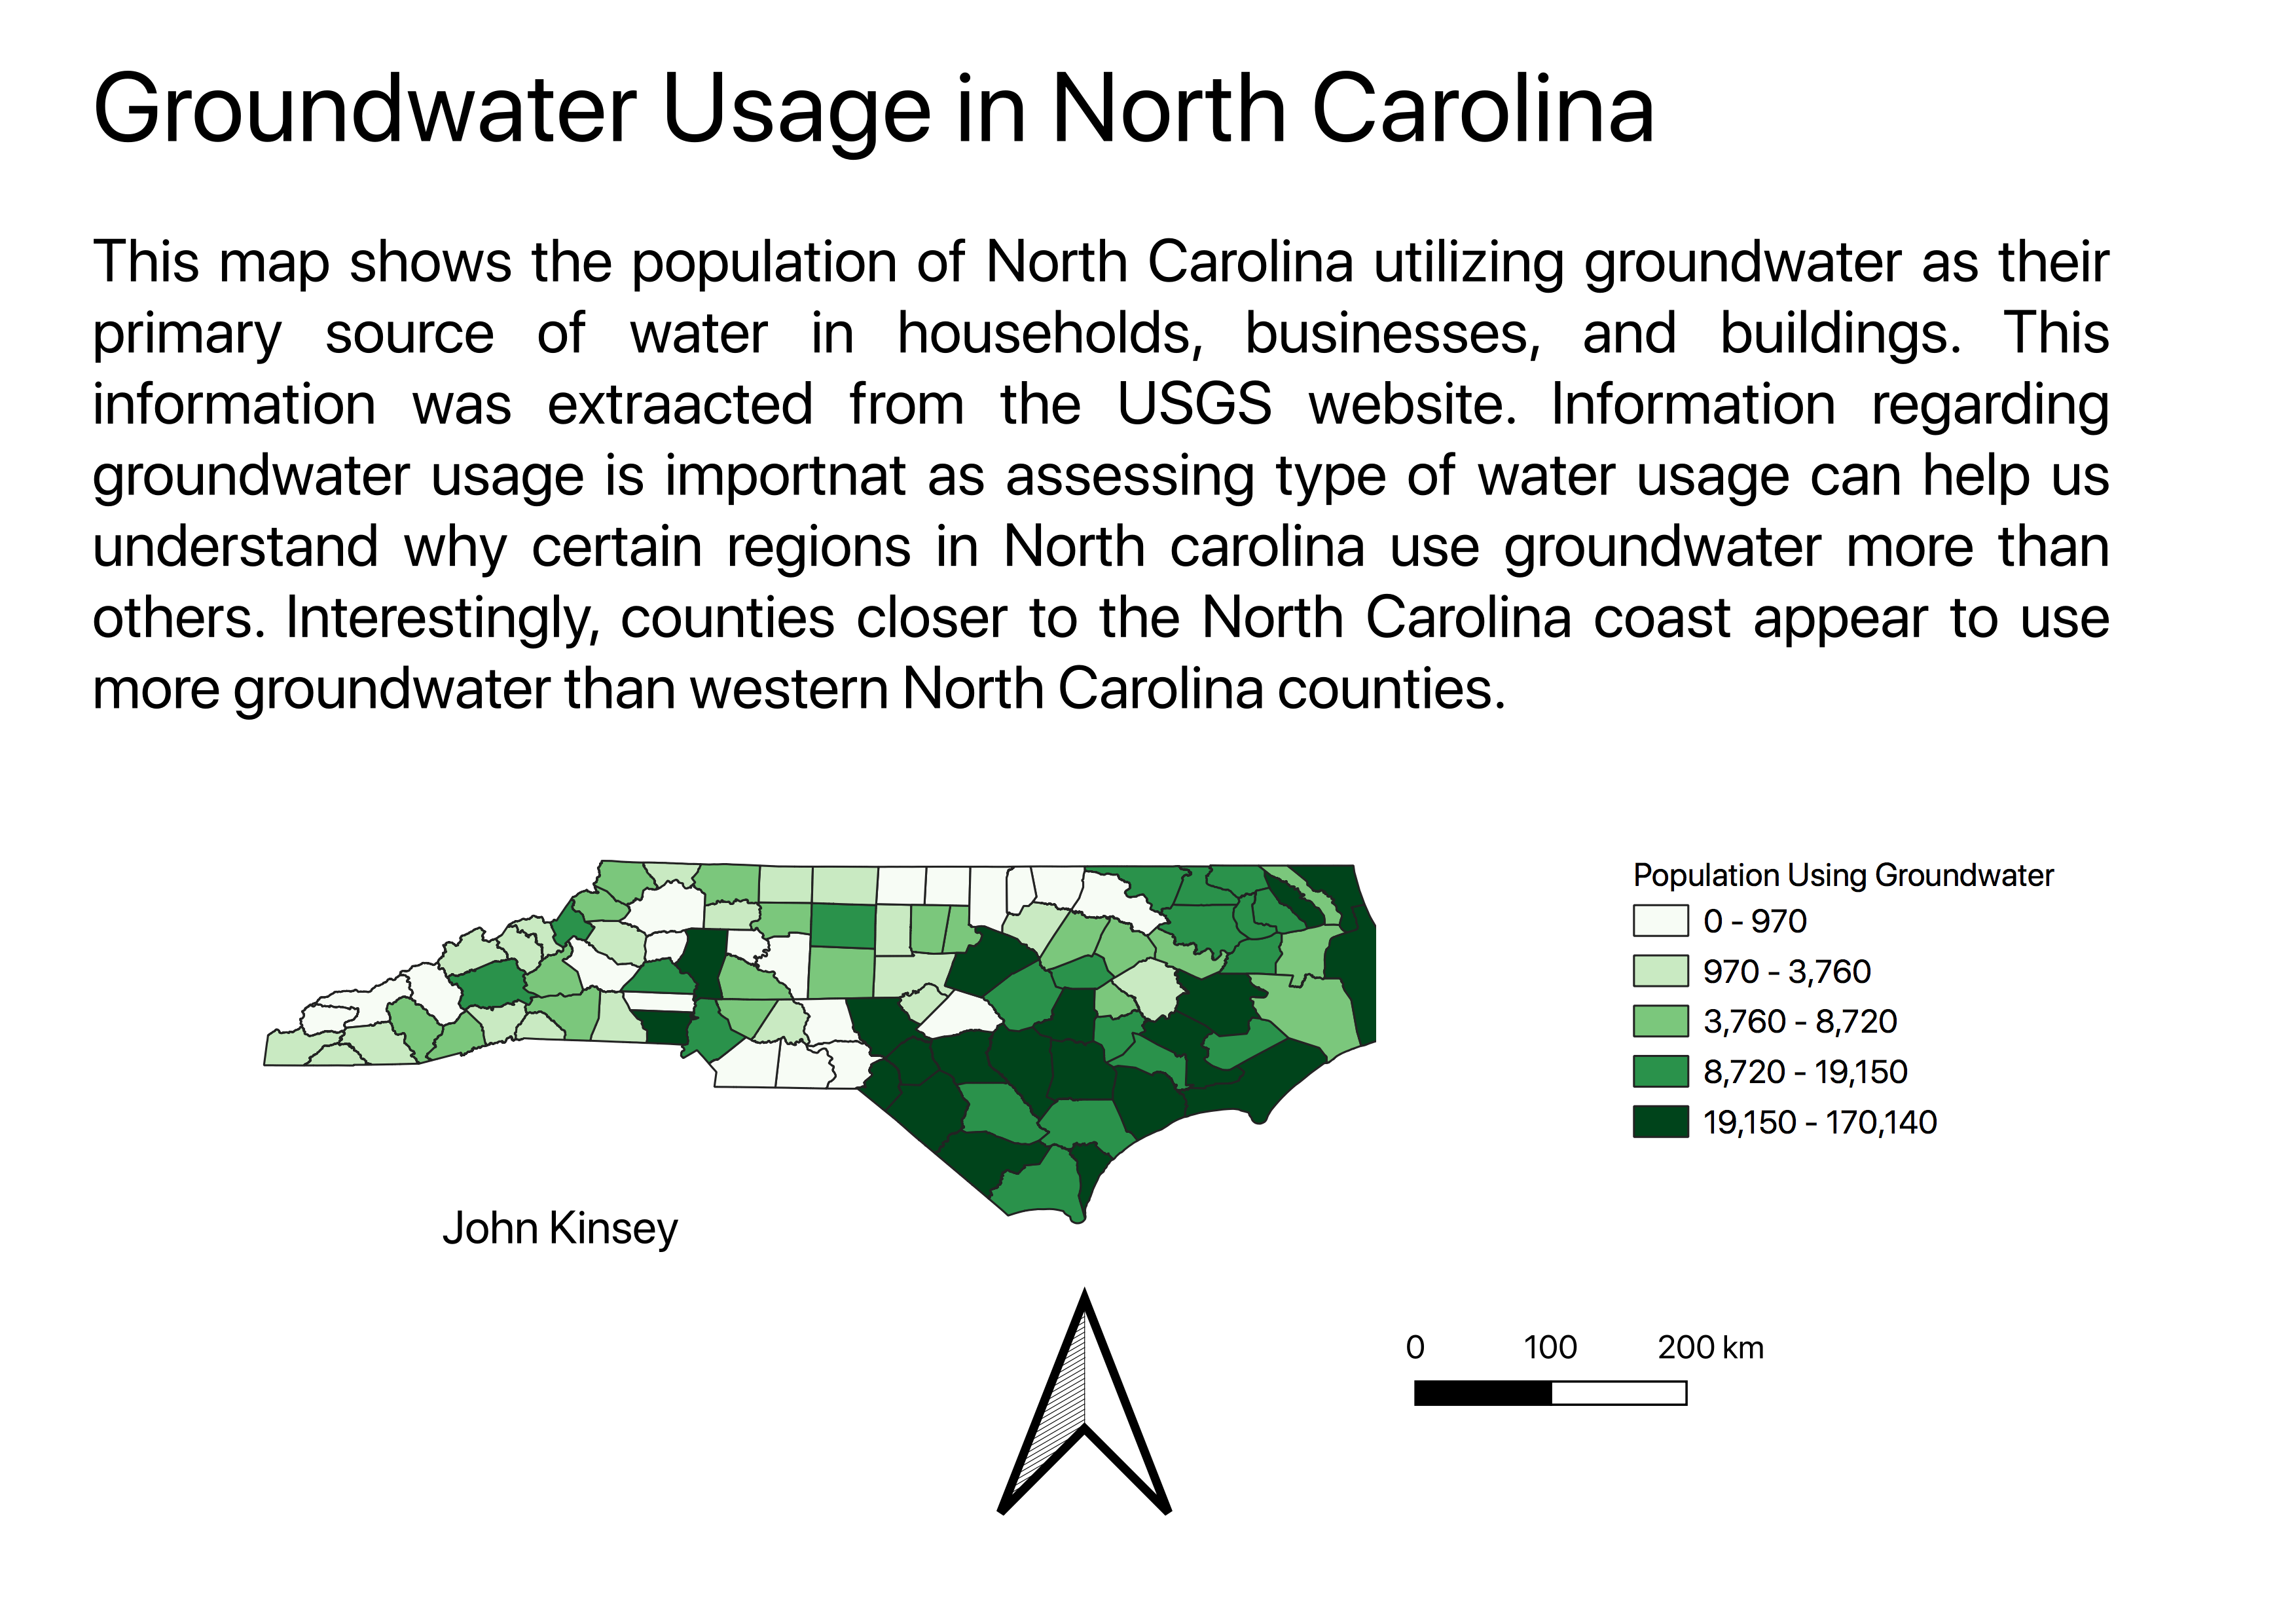 Groundwater Usage in North Carolina
This map shows the population of North Carolina utilizing groundwater as their
primary source of water in households, businesses, and buildings. This
information was extraacted from the USGS website. Information regarding
groundwater usage is importnat as assessing type of water usage can help us
understand why certain regions in North carolina use groundwater more than
others. Interestingly, counties closer to the North Carolina coast appear to use
more groundwater than western North Carolina counties.
Population Using Groundwater
0 - 970
970 - 3,760
3,760 - 8,720
8,720 - 19,150
19,150 - 170,140
John Kinsey
0 100 200 km